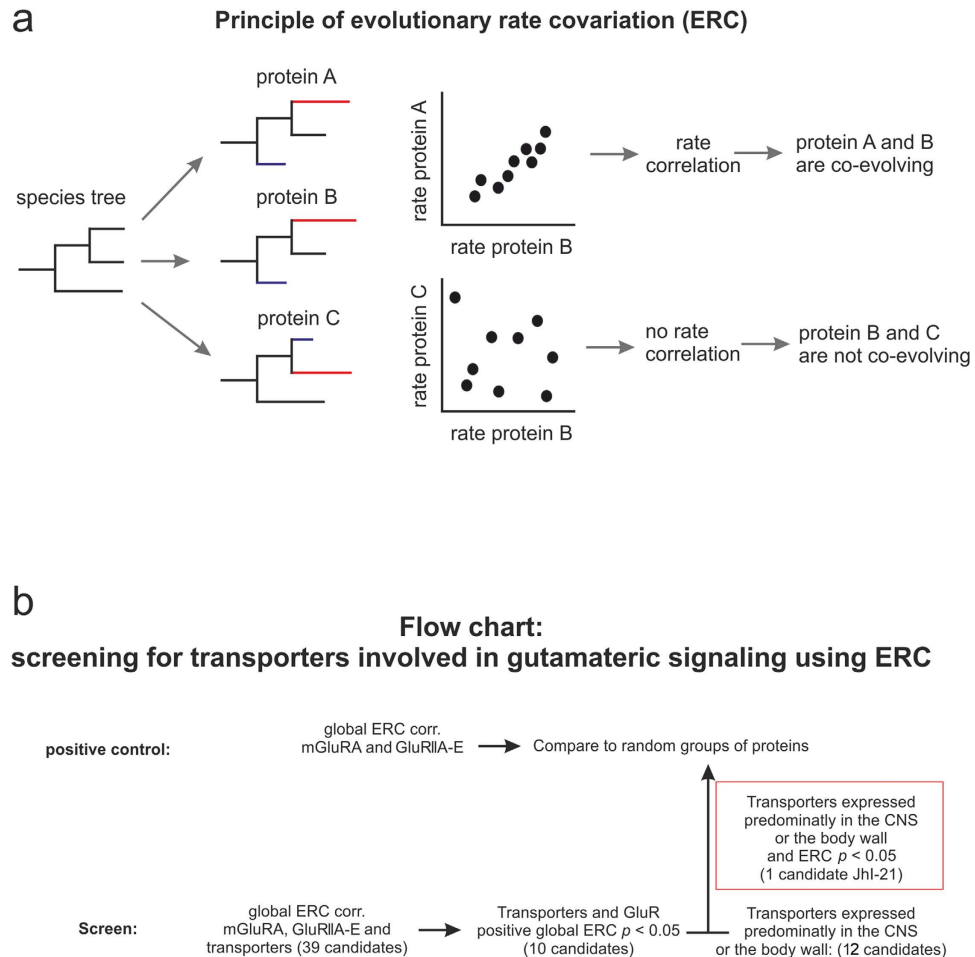 a
Principle of evolutionary rate covariation (ERC)
species tree
protein A
protein B
protein C
rate protein A
rate protein B
rate
correlation
protein A and B
are co-evolving
rate protein C
rate protein B
no rate
correlation
protein B and C
are not co-evolving
b
Flow chart:
screening for transporters involved in gutamateric signaling using ERC
positive control:
global ERC corr.
mGluRA and GluRIIA-E
Compare to random groups of proteins
Transporters expressed
predominatly in the CNS
or the body wall
and ERC p < 0.05
(1 candidate JhI-21)
Screen:
global ERC corr.
mGluRA, GluRIIA-E and
transporters (39 candidates)
Transporters and GluR
positive global ERC p < 0.05
(10 candidates)
Transporters expressed
predominatly in the CNS
or the body wall: (12 candidates)